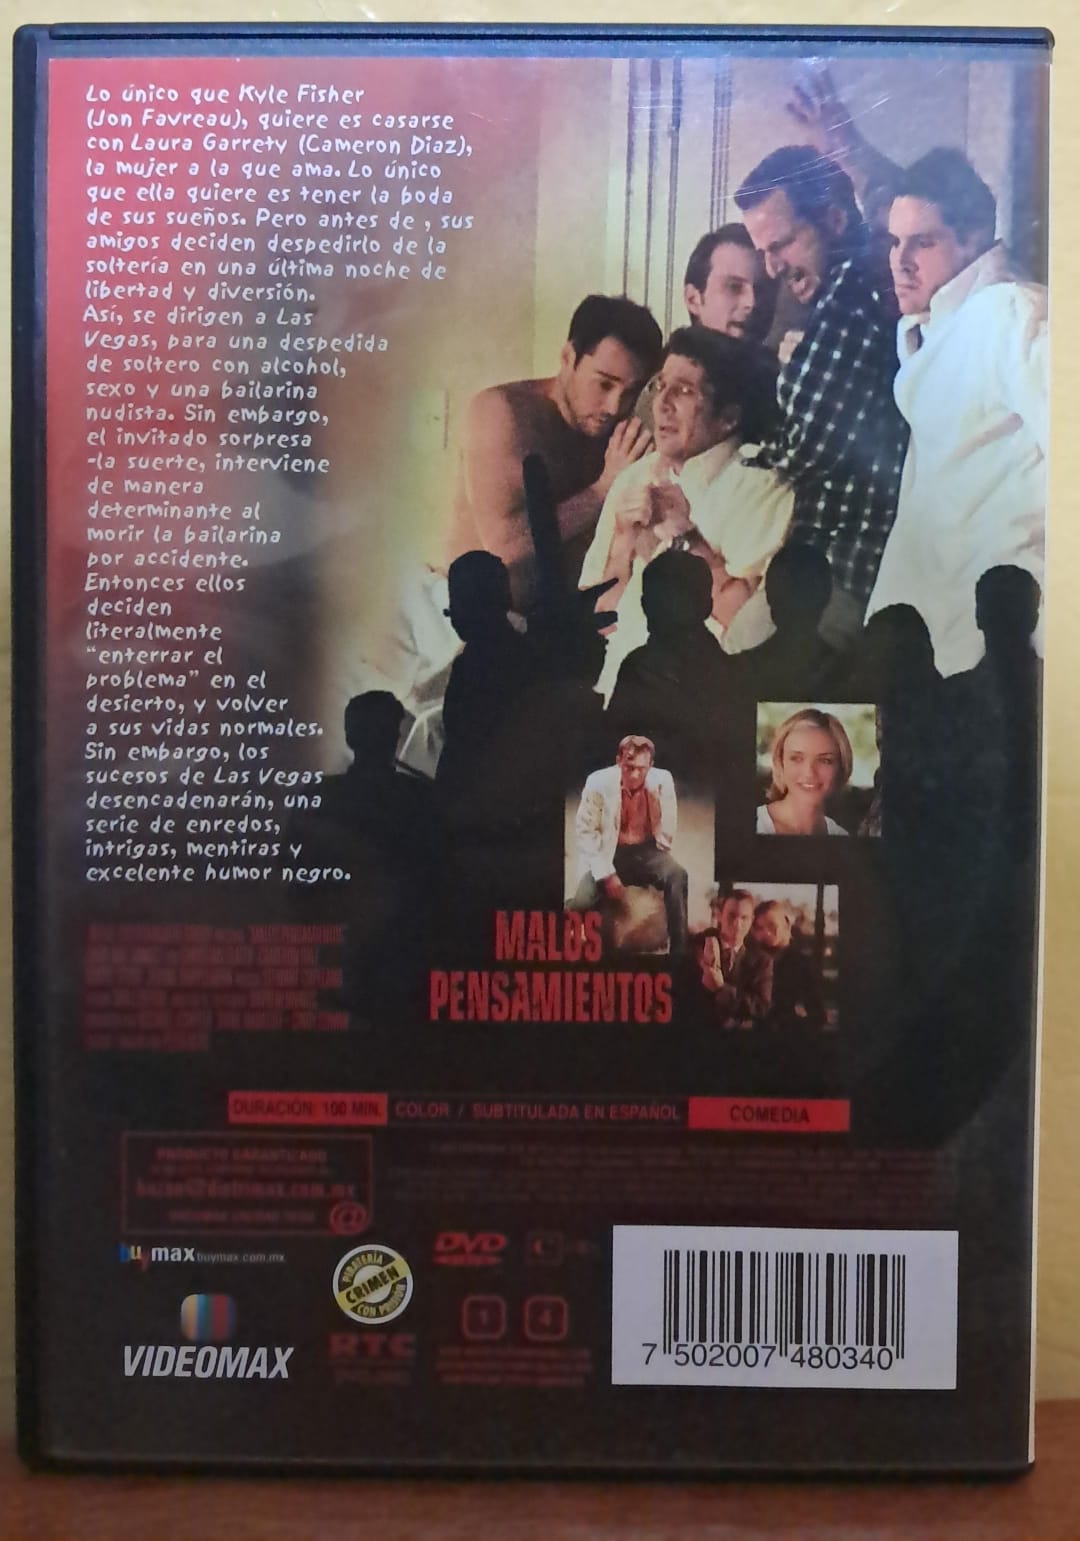 Lo único que Kyle Fisher
(Jon Favreau), quiere es casarse
con Laura Garrety (Cameron Diaz),
la mujer a la que ama. Lo único
que ella quiere es tener la boda
de sus sueños. Pero antes de , sus
amigos deciden despedirlo de la
soltería en una última noche de
libertad y diversión.
Así, se dirigen a Las
Vegas, para una despedida
de soltero con alcohol,
sexo y una bailarina
nudista. Sin embargo,
el invitado sorpresa
-la suerte, interviene
de manera
determinante al
morir la bailarina
por accidente.
Entonces ellos
deciden
literalmente
"enterrar el
problema" en el
desierto, y volver
a sus vidas normales.
Sin embargo, los
sucesos de Las Vegas
desencadenarán, una
serie de enredos,
intrigas, mentiras y
excelente humor negro.
MALOS
PENSAMIENTOS
DURACIÓN: 100 MIN. COLOR / SUBTITULADA EN ESPAÑOL COMEDIA
PRODUCTO GARANTIZADO
buymax buymax.com.mx
PIRATERÍA
CRIMEN
CON PRISIÓN
DVD
1 4
RTC
VIDEOMAX
7 502007 480340